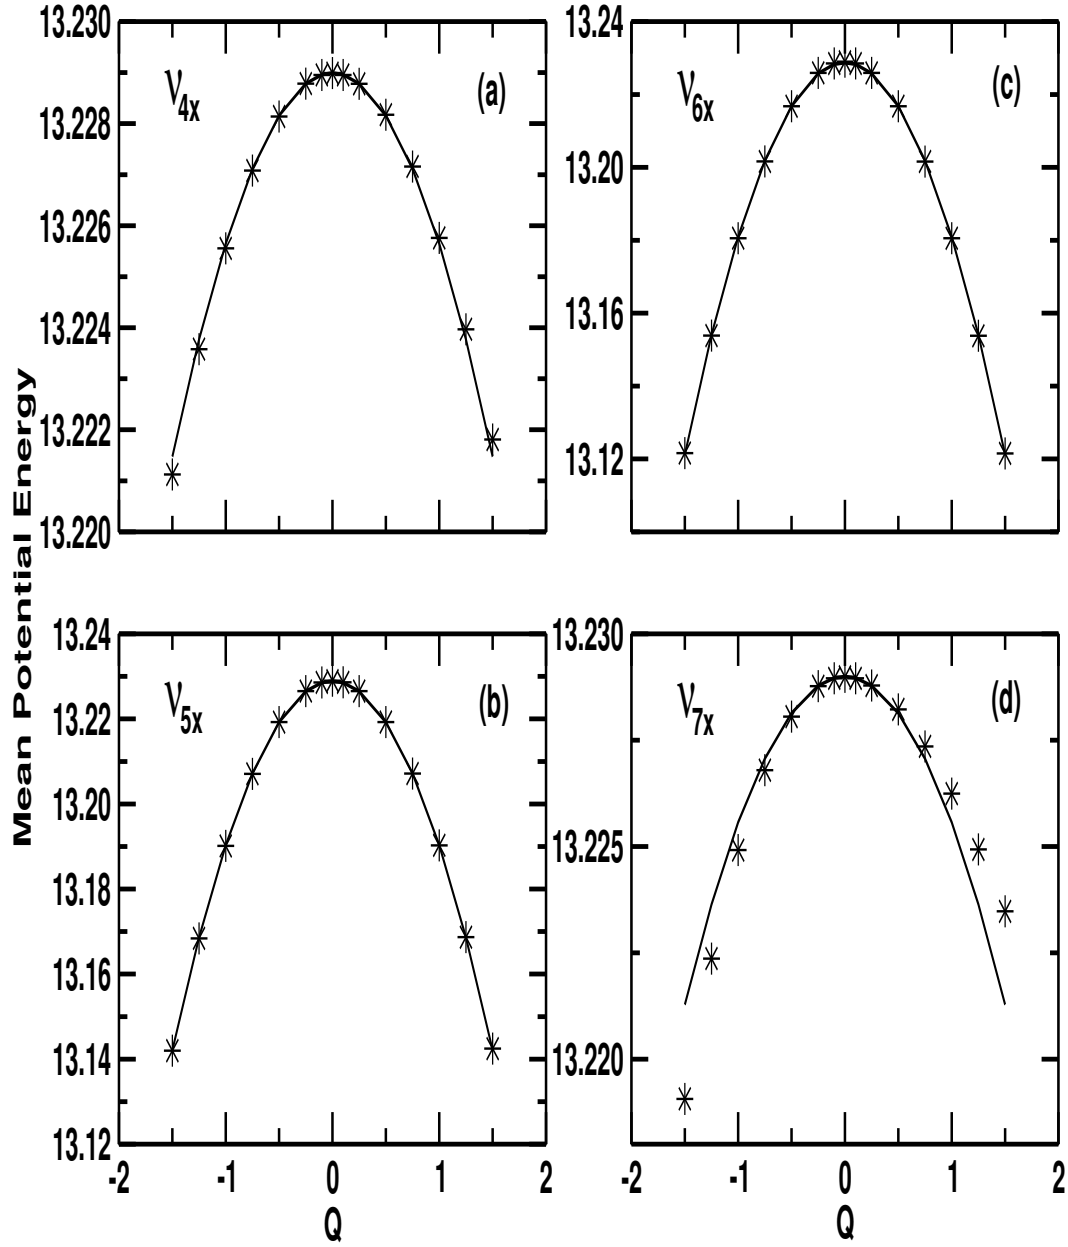 Mean Potential Energy
13.230
13.228
13.226
13.224
13.222
13.220
ν4x
(a)
13.24
13.20
13.16
13.12
ν6x
(c)
13.24
13.22
13.20
13.18
13.16
13.14
13.12
ν5x
(b)
-2 -1 0 1 2
Q
13.230
13.225
13.220
ν7x
(d)
-2 -1 0 1 2
Q